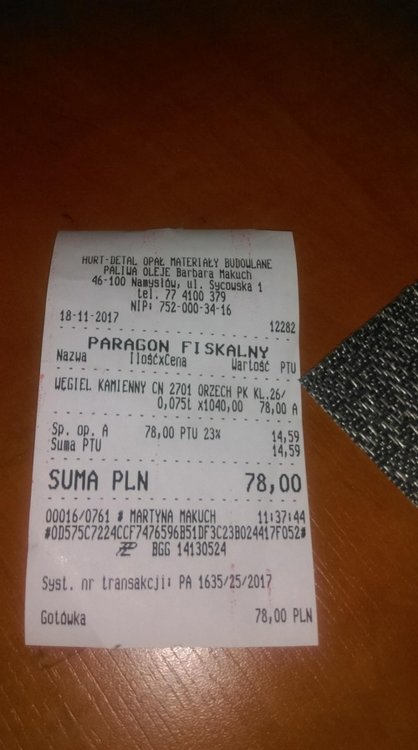 HURT-DETAL OPAŁ MATERIAŁY BUDOWLANE
PALIWA OLEJE Barbara Makuch
46-100 Namysłów, ul. Sycowska 1
tel. 77 4100 379
NIP: 752-000-34-16
18-11-2017 12282
PARAGON FISKALNY
Nazwa IlośćxCena Wartość PTU
WĘGIEL KAMIENNY CN 2701 ORZECH PK KL.26/
0,075t x1040,00 78,00 A
Sp. op. A 78,00 PTU 23% 14,59
Suma PTU 14,59
SUMA PLN 78,00
00016/0761 # MARTYNA MAKUCH 11:37:44
#0D575C7224CCF7476596B51DF3C23B024417F052#
BGG 14130524
Syst. nr transakcji: PA 1635/25/2017
Gotówka 78,00 PLN